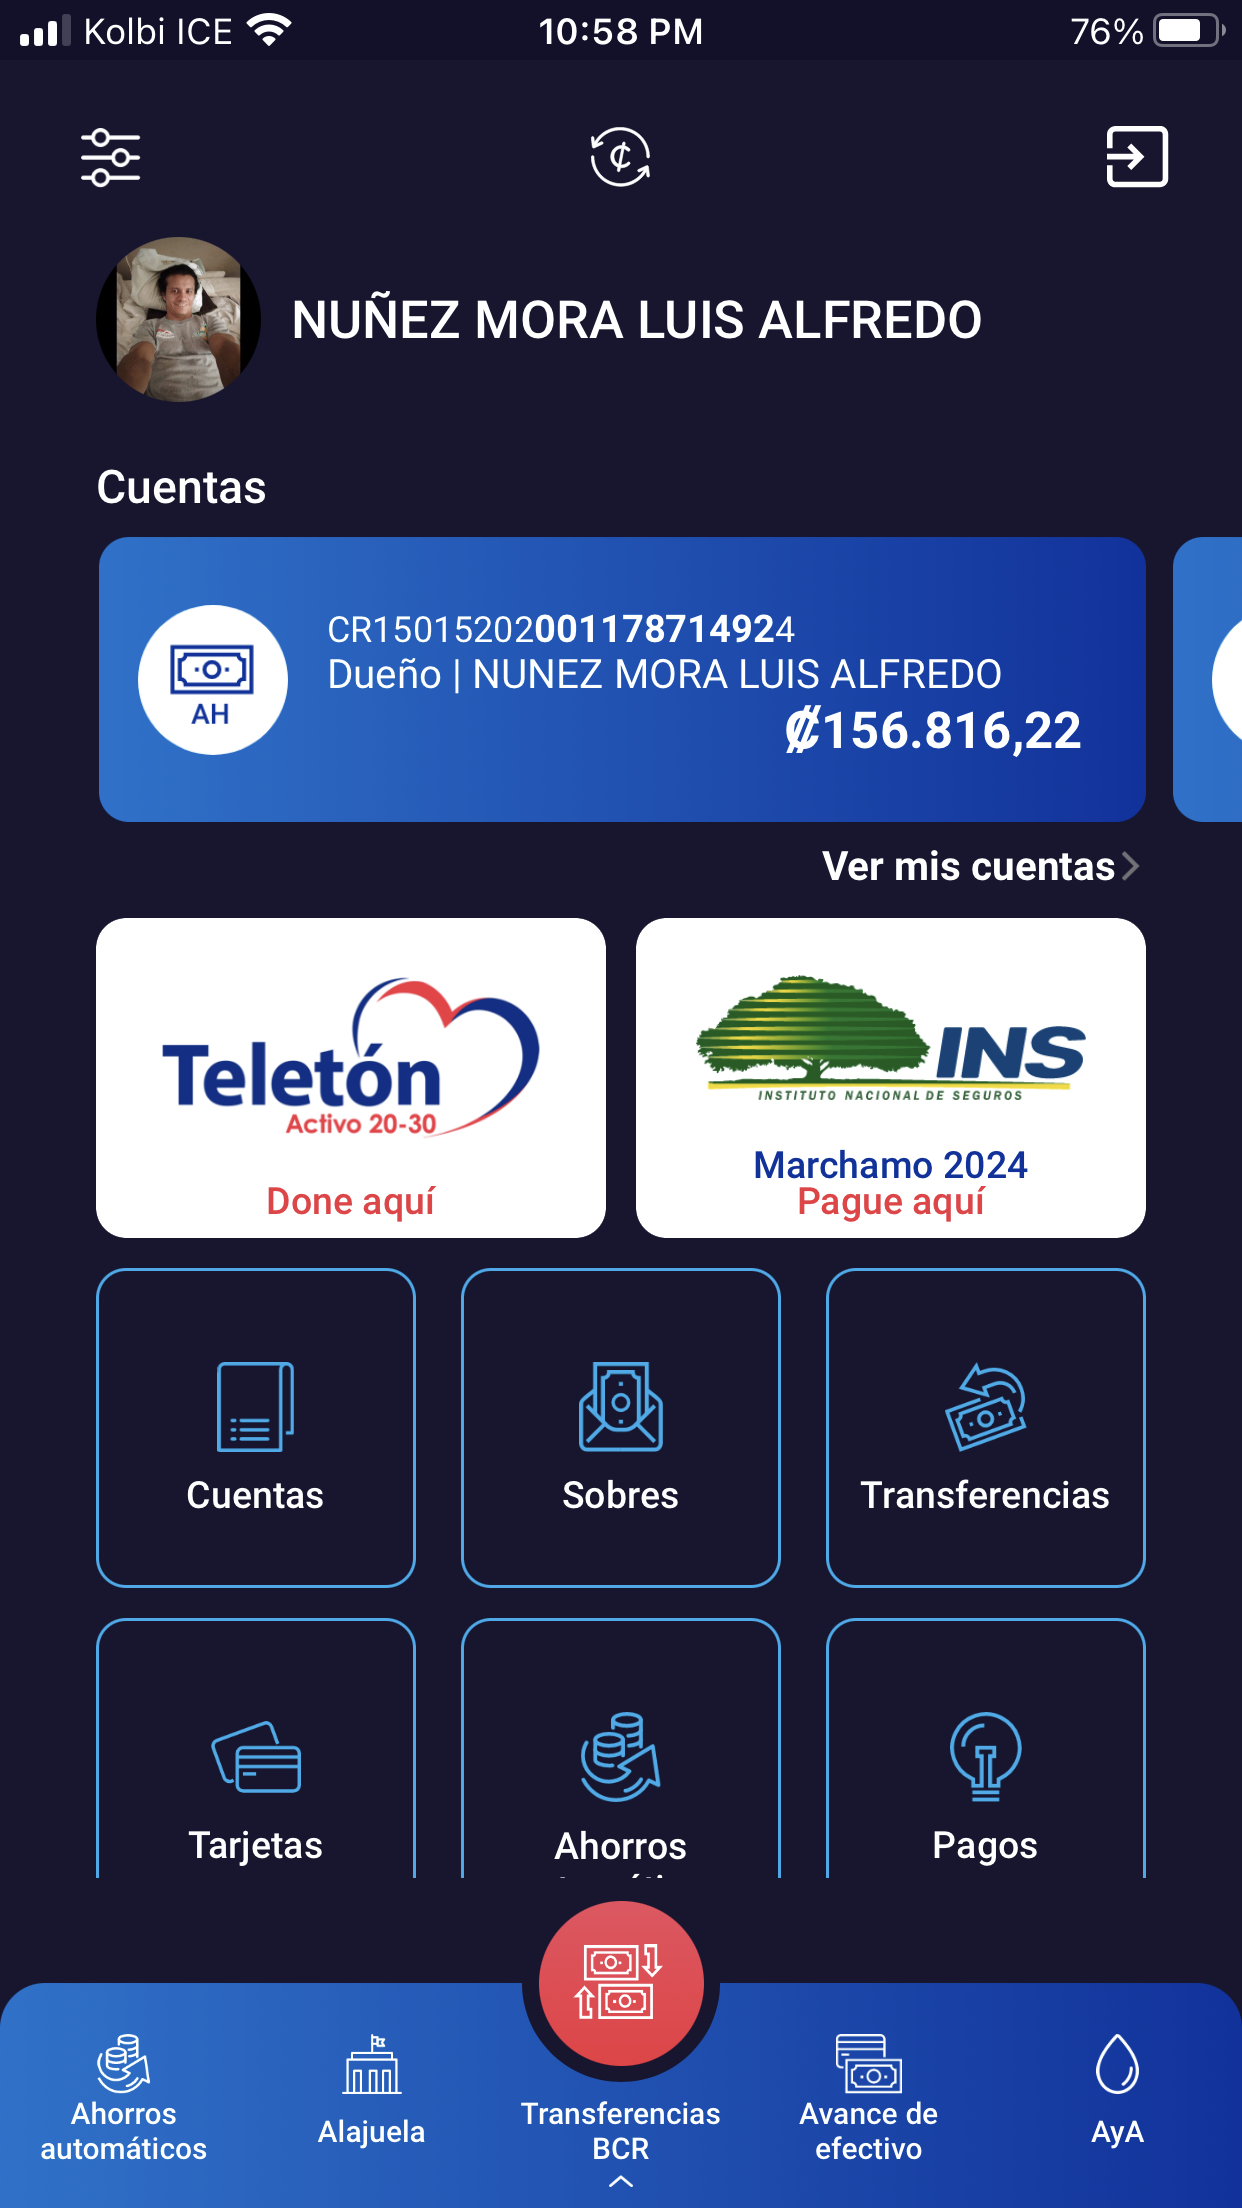 Kolbi ICE 10:58 PM 76%
NUÑEZ MORA LUIS ALFREDO
Cuentas
CR15015202001178714924
Dueño | NUNEZ MORA LUIS ALFREDO
AH
₡156.816,22
Ver mis cuentas
Teletón
Activo 20-30
Done aquí
INS
INSTITUTO NACIONAL DE SEGUROS
Marchamo 2024
Pague aquí
Cuentas
Sobres
Transferencias
Tarjetas
Ahorros
Pagos
Ahorros
automáticos
Alajuela
Transferencias
BCR
Avance de
efectivo
AyA